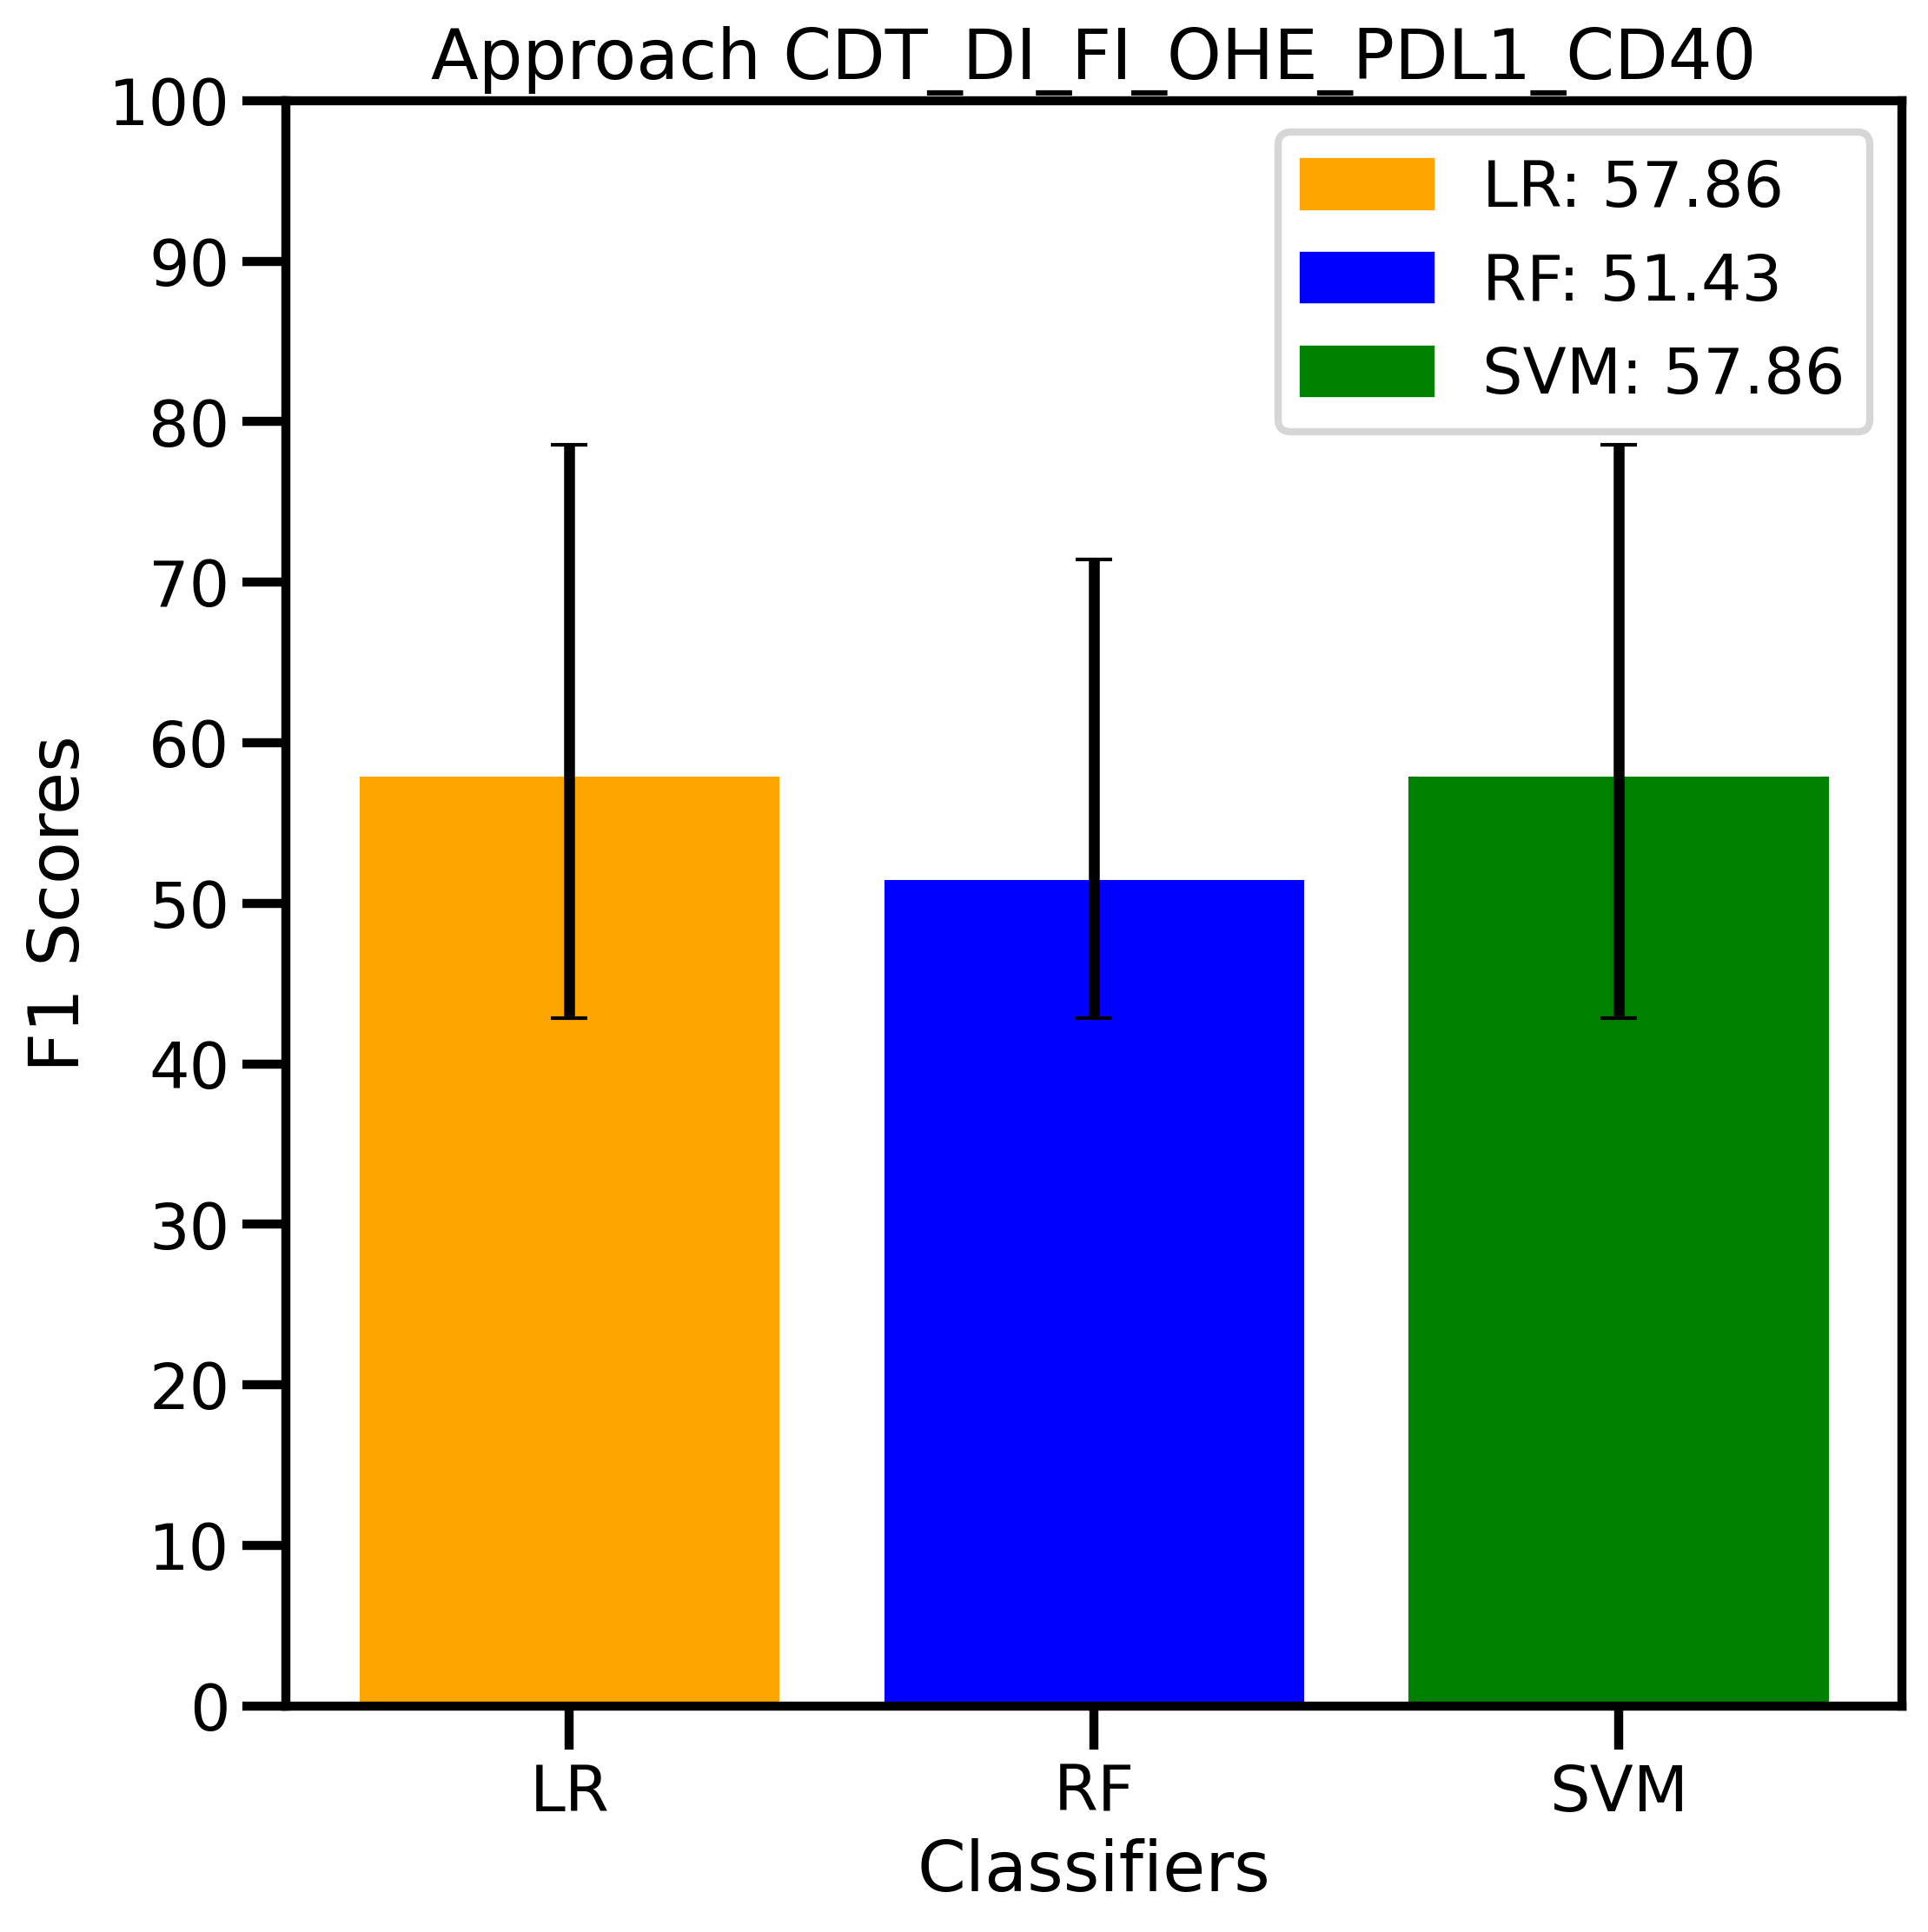 Approach CDT_DI_FI_OHE_PDL1_CD40
100
90
80
70
60
50
40
30
20
10
0
F1 Scores
LR: 57.86
RF: 51.43
SVM: 57.86
LR
RF
SVM
Classifiers